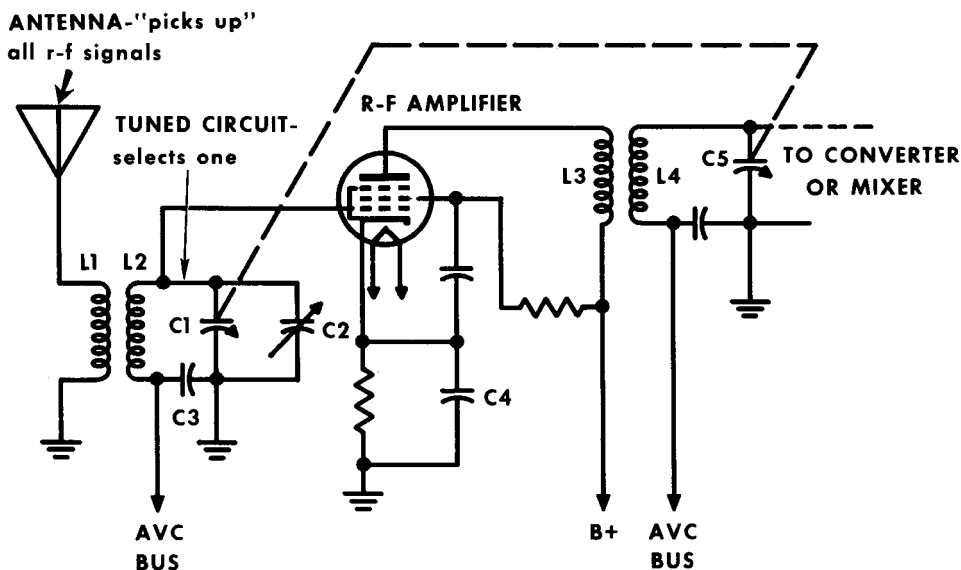 ANTENNA-"picks up"
all r-f signals
R-F AMPLIFIER
TUNED CIRCUIT-
selects one
L1
L2
C1
C2
C3
C4
L3
L4
C5
TO CONVERTER
OR MIXER
AVC
BUS
B+
AVC
BUS